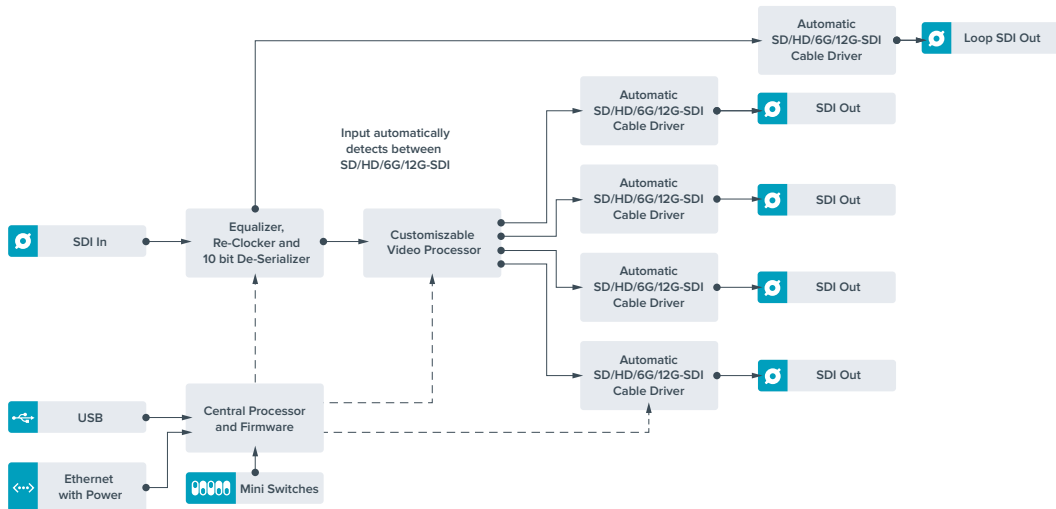 Automatic
SD/HD/6G/12G-SDI
Cable Driver
Loop SDI Out
Automatic
SD/HD/6G/12G-SDI
Cable Driver
SDI Out
Input automatically
detects between
SD/HD/6G/12G-SDI
Automatic
SD/HD/6G/12G-SDI
Cable Driver
SDI Out
SDI In
Equalizer,
Re-Clocker and
10 bit De-Serializer
Customiszable
Video Processor
Automatic
SD/HD/6G/12G-SDI
Cable Driver
SDI Out
Automatic
SD/HD/6G/12G-SDI
Cable Driver
SDI Out
USB
Central Processor
and Firmware
Ethernet
with Power
Mini Switches